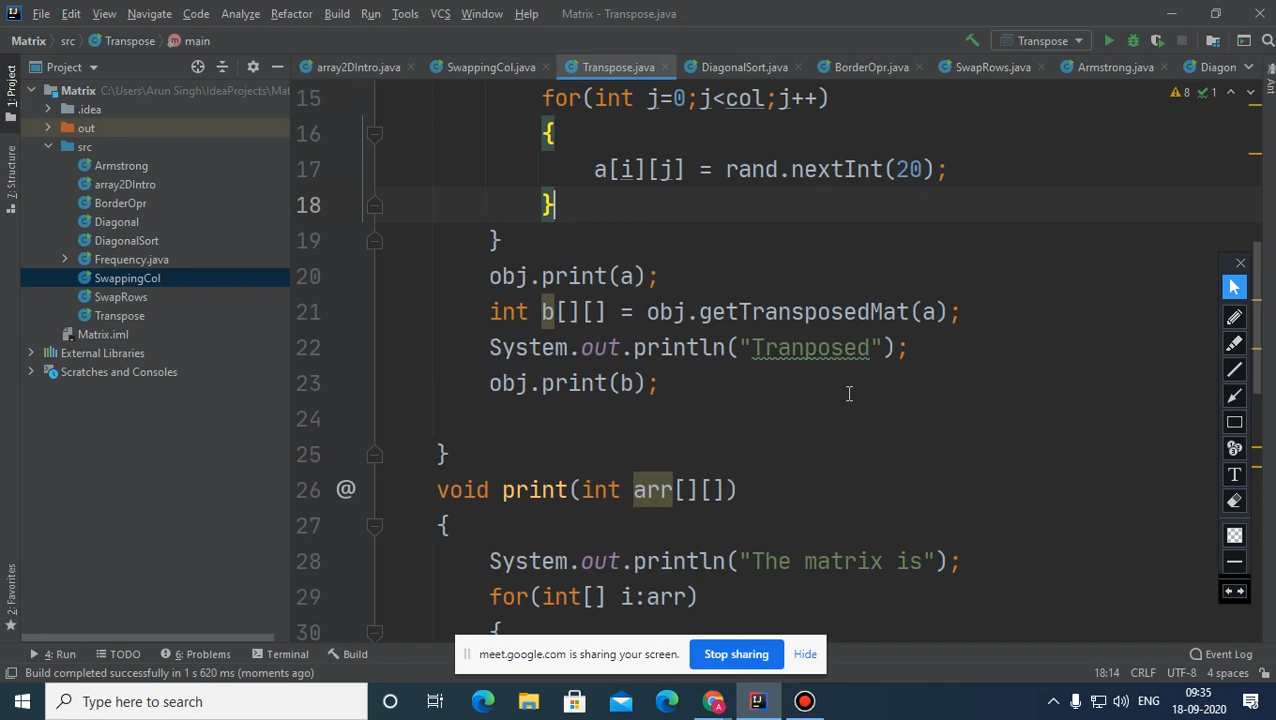 File Edit View Navigate Code Analyze Refactor Build Run Tools VCS Window Help Matrix - Transpose.java
Matrix src Transpose main Transpose
Project array2DIntro.java SwappingCol.java Transpose.java DiagonalSort.java BorderOpr.java SwapRows.java Armstrong.java Diagon
1: Project
7: Structure
2: Favorites
Ant
Matrix C:\Users\Arun Singh\IdeaProjects\Mat
.idea
out
src
Armstrong
array2DIntro
BorderOpr
Diagonal
DiagonalSort
Frequency.java
SwappingCol
SwapRows
Transpose
Matrix.iml
External Libraries
Scratches and Consoles
8 1
15 for(int j=0;j<col;j++)
16 {
17 a[i][j] = rand.nextInt(20);
18 }
19 }
20 obj.print(a);
21 int b[][] = obj.getTransposedMat(a);
22 System.out.println("Tranposed");
23 obj.print(b);
24
25 }
26 @ void print(int arr[][])
27 {
28 System.out.println("The matrix is");
29 for(int[] i:arr)
30 {
T
meet.google.com is sharing your screen. Stop sharing Hide
4: Run TODO 6: Problems Terminal Build Event Log
Build completed successfully in 1 s 620 ms (moments ago) 18:14 CRLF UTF-8 4 spaces
Type here to search ENG 09:35
18-09-2020